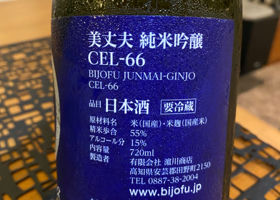 美丈夫 純米吟醸
CEL-66
BIJOFU JUNMAI-GINJO
CEL-66
品目 日本酒 要冷蔵
原材料名 米(国産)・米麹(国産米)
精米歩合 55%
アルコール分 15%
内容量 720ml
製造者 有限会社 濵川商店
高知県安芸郡田野町2150
TEL 0887-38-2004
www.bijofu.jp